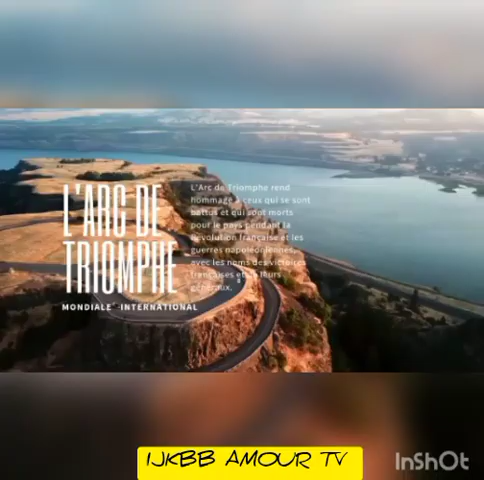 L'ARC DE
TRIOMPHE
MONDIALE -INTERNATIONAL
L'Arc de Triomphe rend
hommage à ceux qui se sont
battus et qui sont morts
pour le pays pendant la
révolution française et les
guerres napoléoniennes,
avec les noms des victoires
françaises et
leurs
généraux.
IJKBB AMOUR TV
InShOt